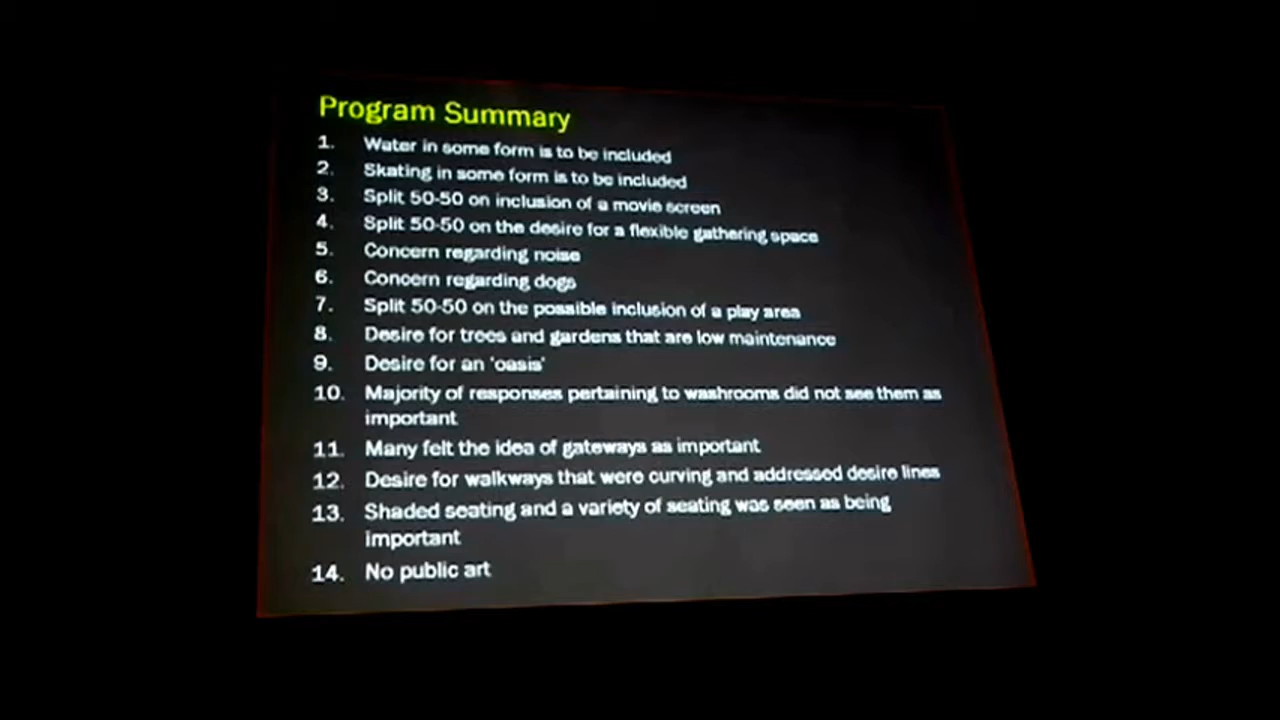 Program Summary
1. Water in some form is to be included
2. Skating in some form is to be included
3. Split 50-50 on inclusion of a movie screen
4. Split 50-50 on the desire for a flexible gathering space
5. Concern regarding noise
6. Concern regarding dogs
7. Split 50-50 on the possible inclusion of a play area
8. Desire for trees and gardens that are low maintenance
9. Desire for an 'oasis'
10. Majority of responses pertaining to washrooms did not see them as
important
11. Many felt the idea of gateways as important
12. Desire for walkways that were curving and addressed desire lines
13. Shaded seating and a variety of seating was seen as being
important
14. No public art